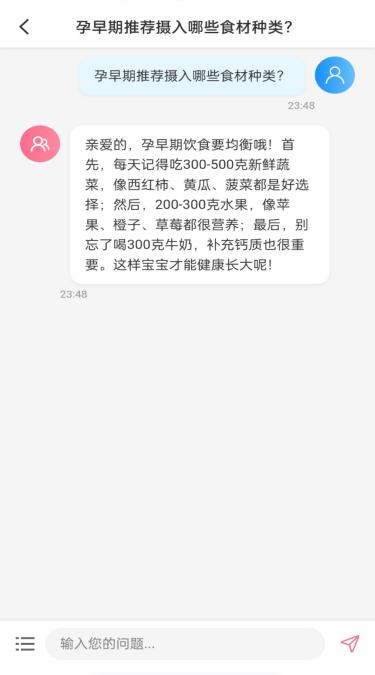 孕早期推荐摄入哪些食材种类？
孕早期推荐摄入哪些食材种类？
23:48
亲爱的，孕早期饮食要均衡哦！首
先，每天记得吃300-500克新鲜蔬
菜，像西红柿、黄瓜、菠菜都是好选
择；然后，200-300克水果，像苹
果、橙子、草莓都很营养；最后，别
忘了喝300克牛奶，补充钙质也很重
要。这样宝宝才能健康长大呢！
23:48
输入您的问题...